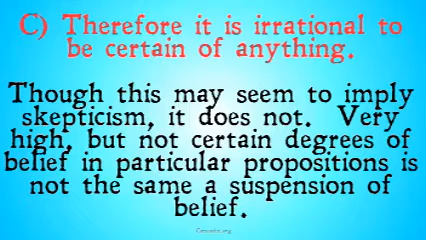 C) Therefore it is irrational to
be certain of anything.
Though this may seem to imply
skepticism, it does not. Very
high, but not certain degrees of
belief in particular propositions is
not the same a suspension of
belief.